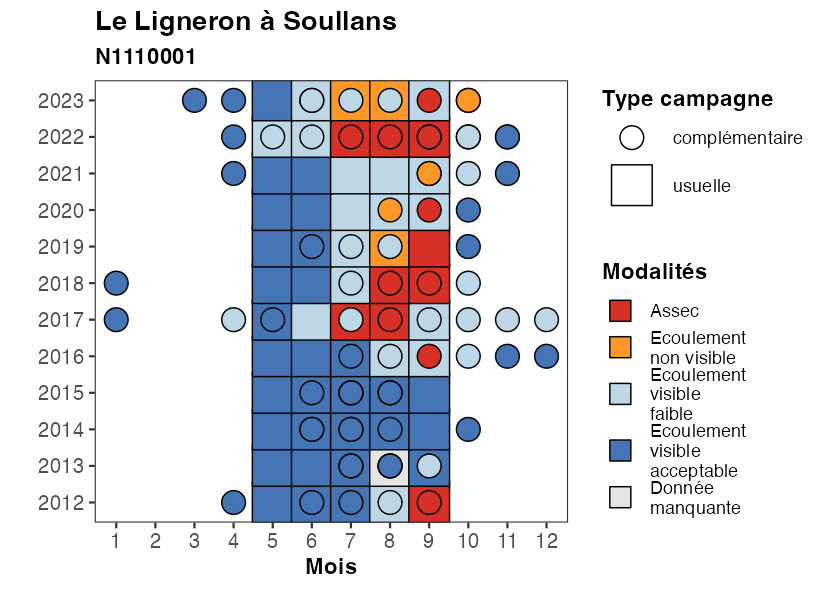 Le Ligneron à Soullans
N1110001
2023
2022
2021
2020
2019
2018
2017
2016
2015
2014
2013
2012
1 2 3 4 5 6 7 8 9 10 11 12
Mois
Type campagne
complémentaire
usuelle
Modalités
Assec
Ecoulement
non visible
Ecoulement
visible
faible
Ecoulement
visible
acceptable
Donnée
manquante